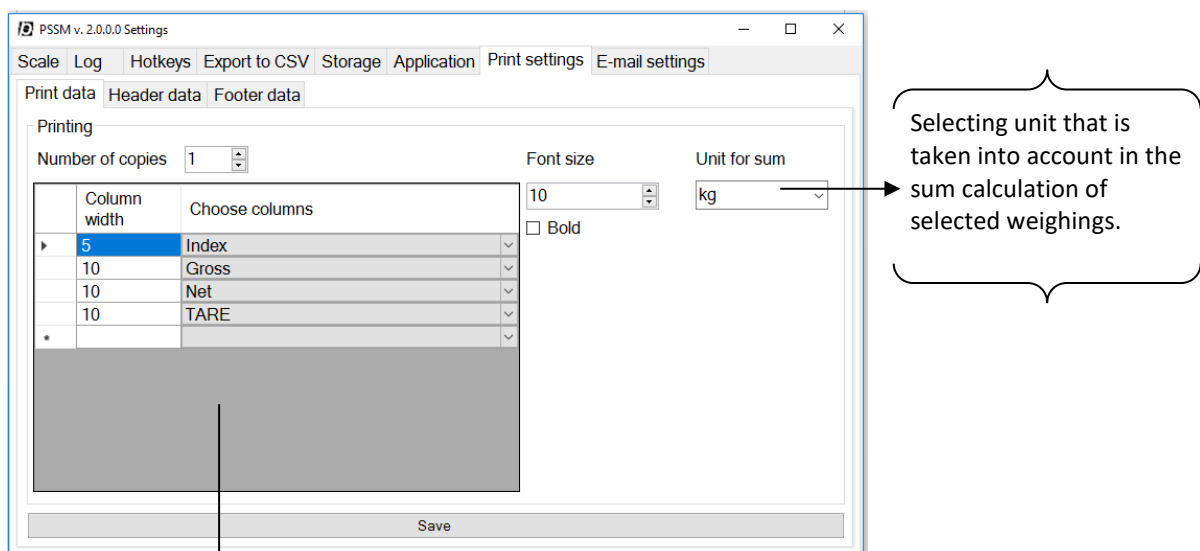 PSSM v. 2.0.0.0 Settings
Scale Log Hotkeys Export to CSV Storage Application Print settings E-mail settings
Print data Header data Footer data
Printing
Number of copies 1
Font size
Unit for sum
10
kg
Bold
Column width
Choose columns
5 Index
10 Gross
10 Net
10 TARE
*
Save
Selecting unit that is
taken into account in the
sum calculation of
selected weighings.